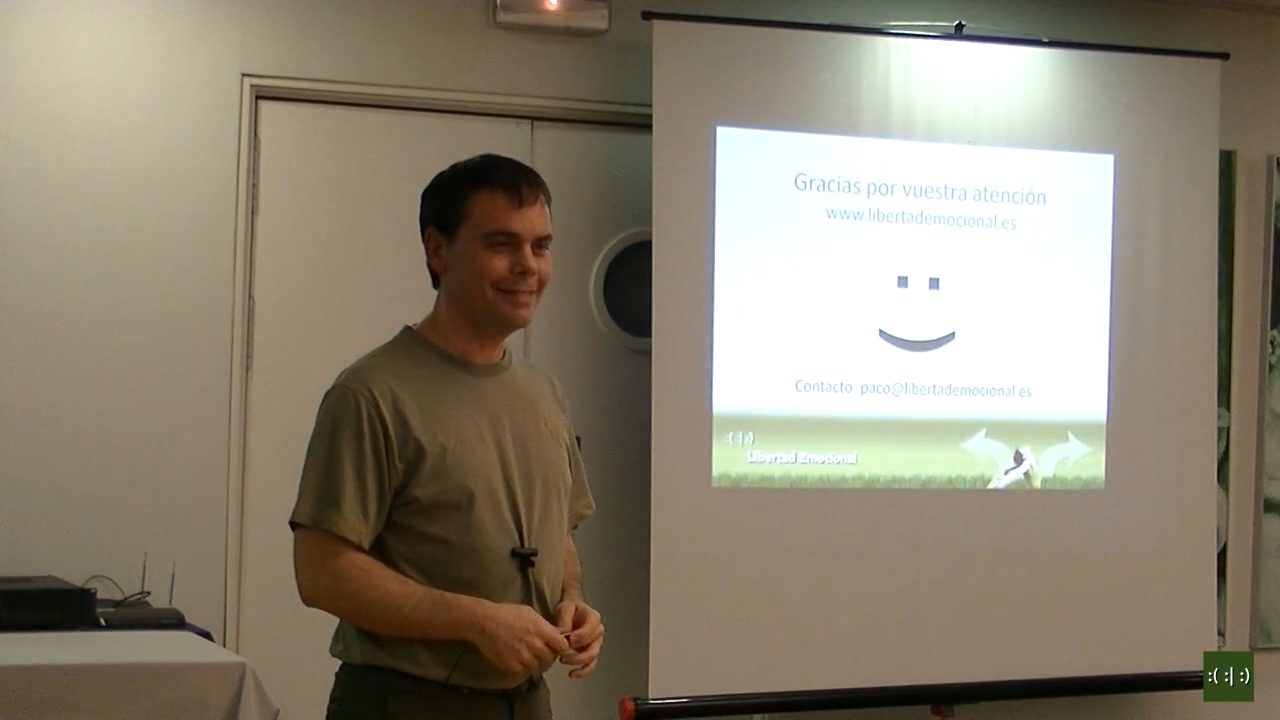 Gracias por vuestra atención
www.libertademocional.es
Contacto: paco@libertademocional.es
:( :| :)
Libertad Emocional
:( :| :)